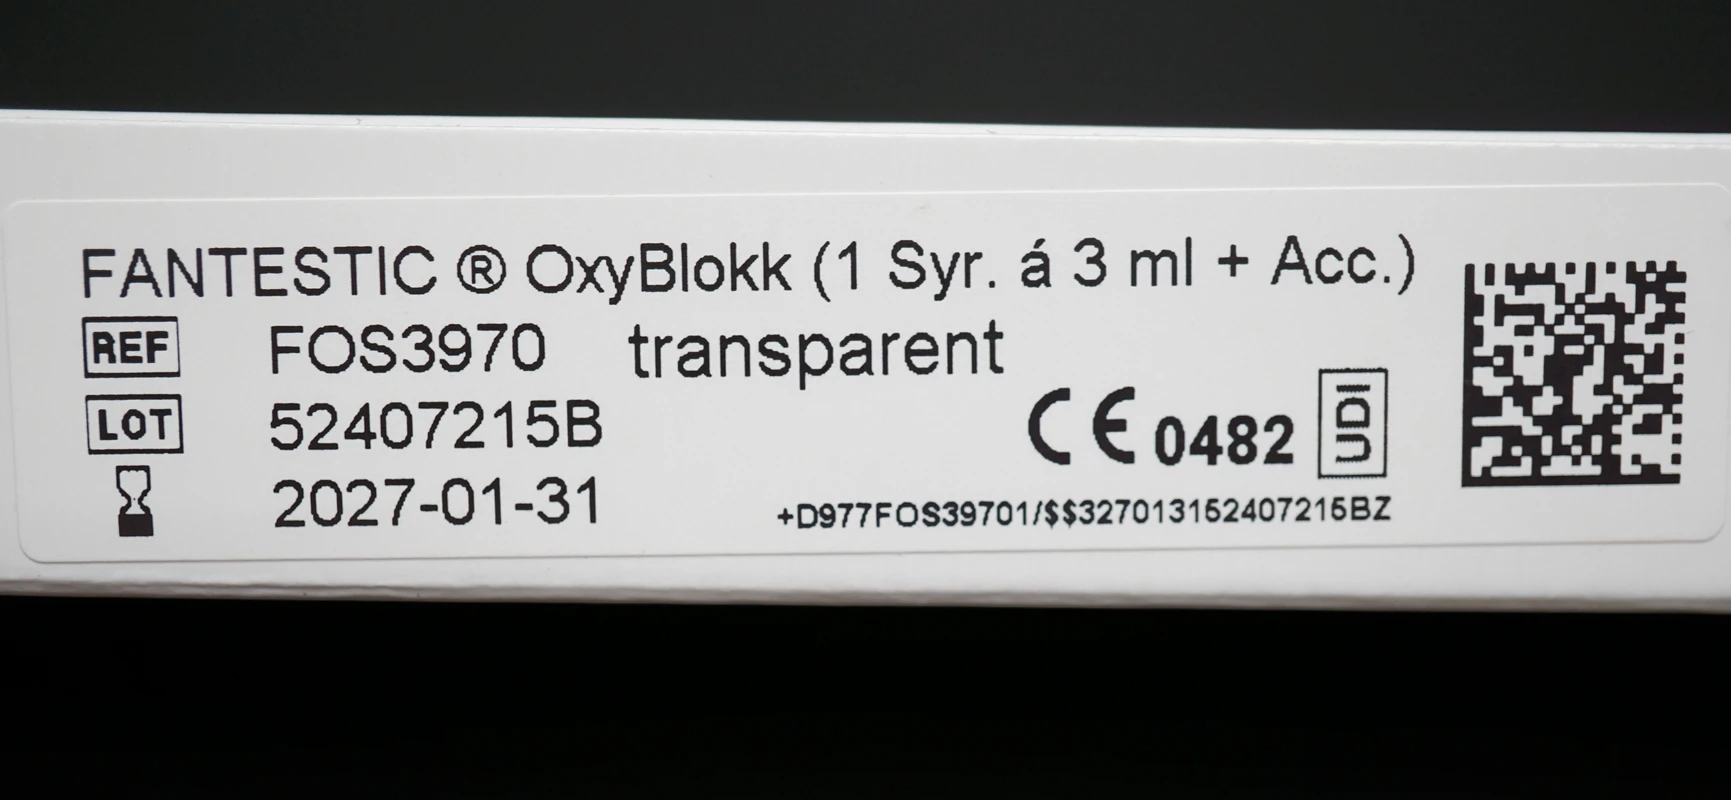 FANTESTIC ® OxyBlokk (1 Syr. á 3 ml + Acc.)
REF FOS3970 transparent
LOT 52407215B
2027-01-31
CE 0482 UDI
+D977FOS39701/$$327013152407215BZ